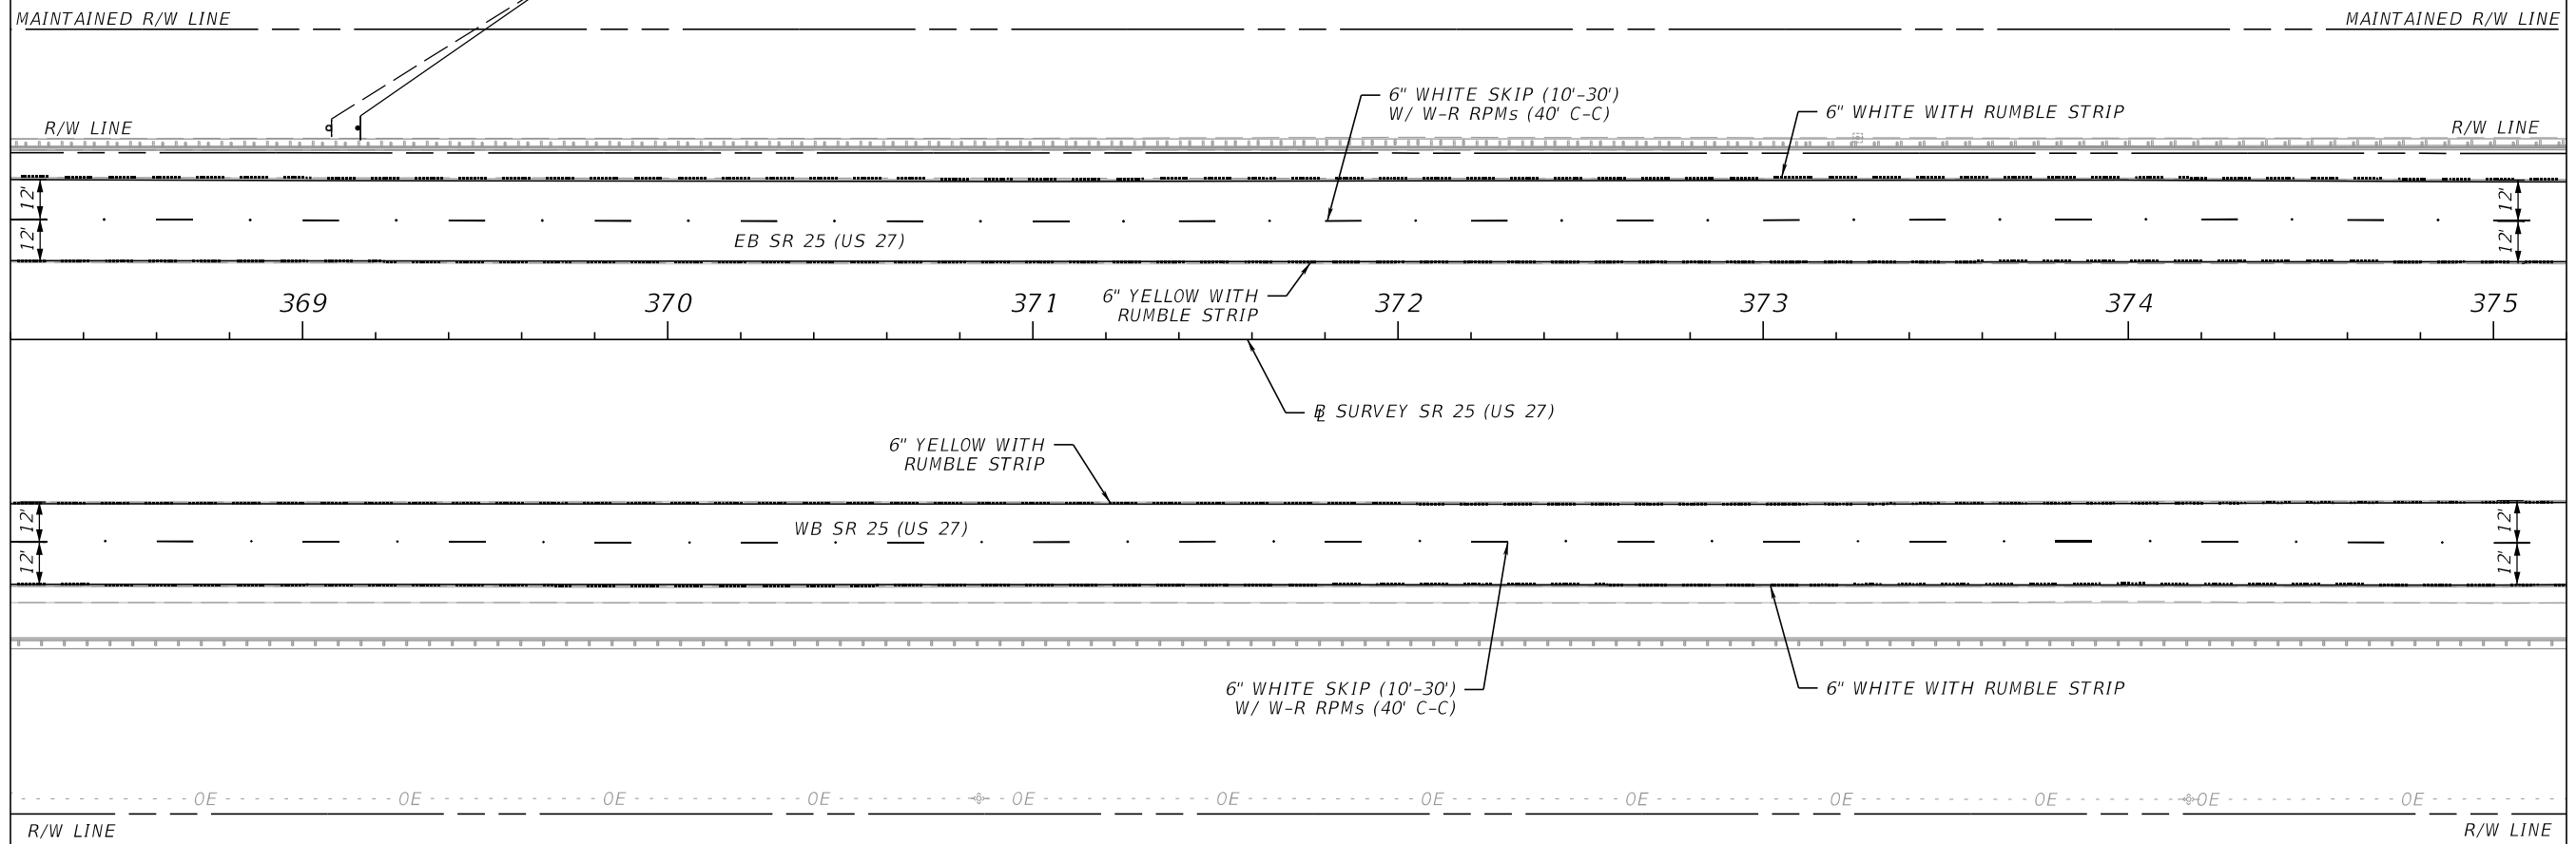 MAINTAINED R/W LINE
MAINTAINED R/W LINE
6" WHITE SKIP (10'-30')
W/ W-R RPMs (40' C-C)
6" WHITE WITH RUMBLE STRIP
R/W LINE
R/W LINE
12'
12'
12'
12'
EB SR 25 (US 27)
6" YELLOW WITH
RUMBLE STRIP
369
370
371
372
373
374
375
BL SURVEY SR 25 (US 27)
6" YELLOW WITH
RUMBLE STRIP
12'
12'
12'
12'
WB SR 25 (US 27)
6" WHITE SKIP (10'-30')
W/ W-R RPMs (40' C-C)
6" WHITE WITH RUMBLE STRIP
OE OE OE OE OE OE OE OE OE OE OE OE
R/W LINE
R/W LINE